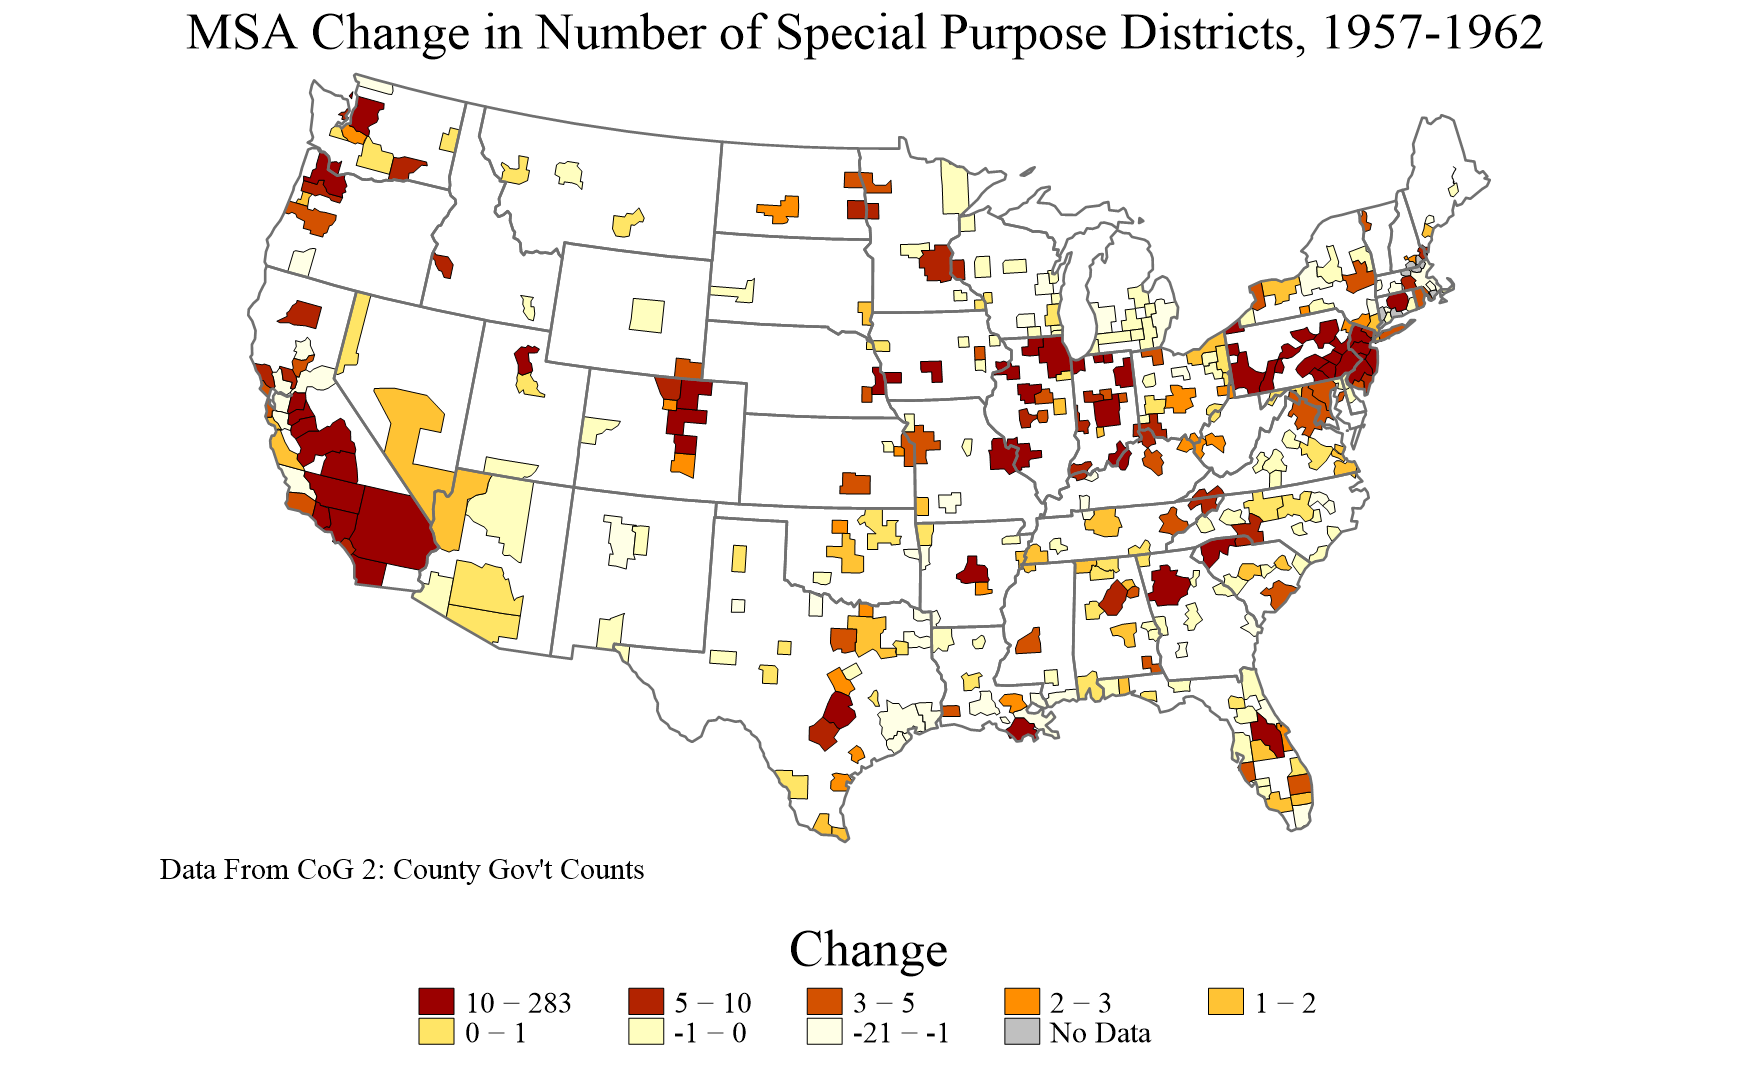 MSA Change in Number of Special Purpose Districts, 1957-1962
Data From CoG 2: County Gov't Counts
Change
10 − 283 5 − 10 3 − 5 2 − 3 1 − 2
0 − 1 -1 − 0 -21 − -1 No Data